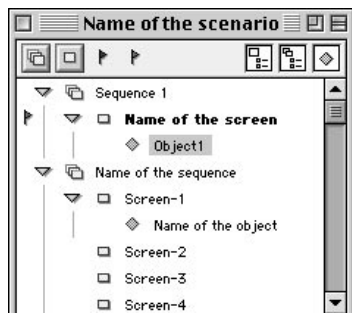 Name of the scenario
Sequence 1
Name of the screen
Object1
Name of the sequence
Screen-1
Name of the object
Screen-2
Screen-3
Screen-4